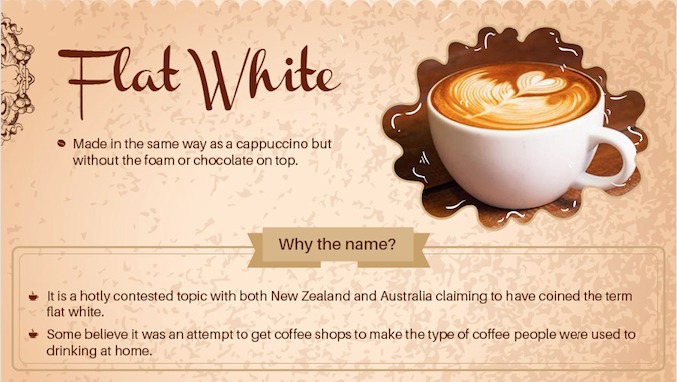 Flat White
Made in the same way as a cappuccino but
without the foam or chocolate on top.
Why the name?
It is a hotly contested topic with both New Zealand and Australia claiming to have coined the term
flat white.
Some believe it was an attempt to get coffee shops to make the type of coffee people were used to
drinking at home.